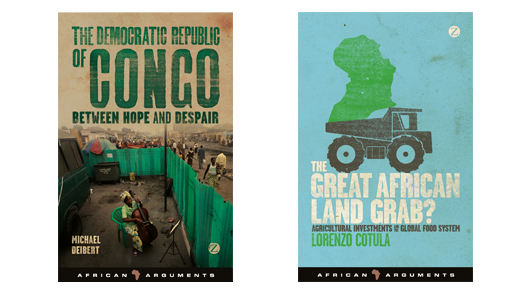 THE DEMOCRATIC REPUBLIC
OF CONGO
BETWEEN HOPE AND DESPAIR
MICHAEL
DEIBERT
Z
AFRICAN ARGUMENTS
Z
THE
GREAT AFRICAN
LAND GRAB?
AGRICULTURAL INVESTMENTS AND THE GLOBAL FOOD SYSTEM
LORENZO COTULA
AFRICAN ARGUMENTS